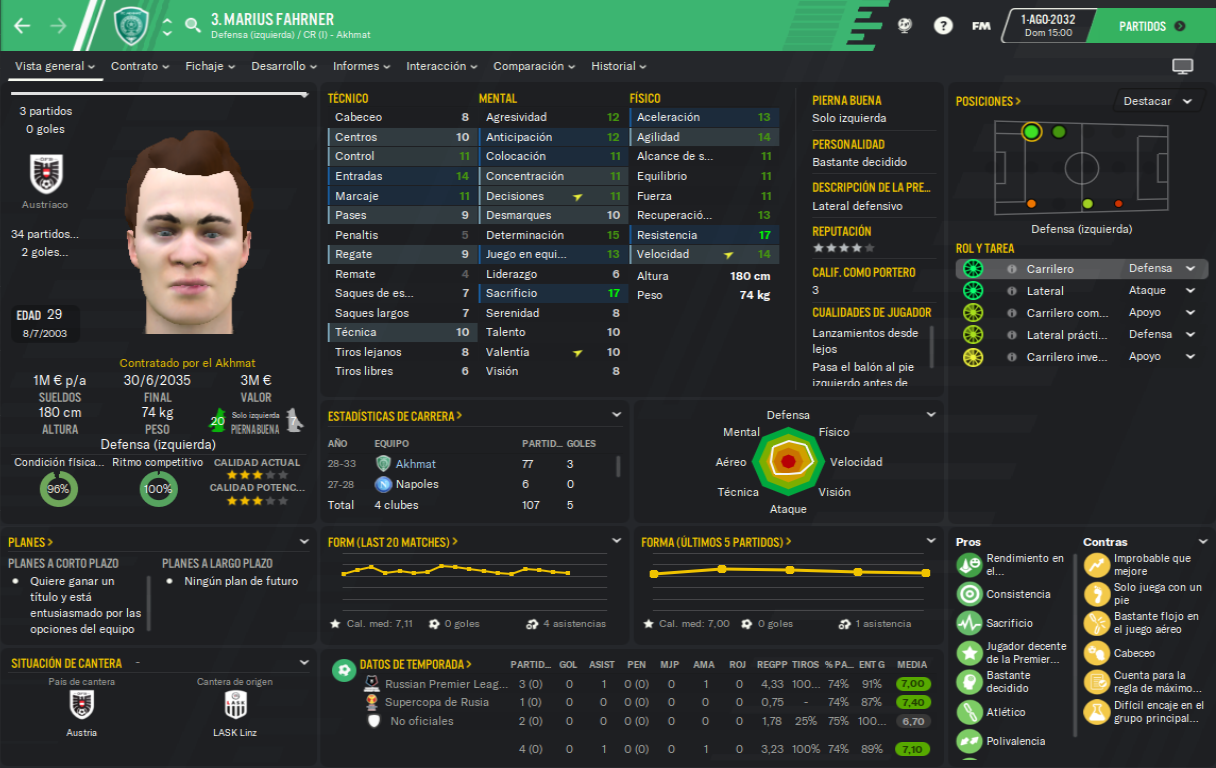 3. MARIUS FAHRNER
Defensa (izquierda) / CR (I) - Akhmat
?
FM
1-AGO-2032
Dom 15:00
PARTIDOS
Vista general
Contrato
Fichaje
Desarrollo
Informes
Interacción
Comparación
Historial
3 partidos
0 goles
Austríaco
34 partidos...
2 goles...
EDAD 29
8/7/2003
Contratado por el Akhmat
1M € p/a 30/6/2035 3M €
SUELDOS FINAL VALOR
180 cm 74 kg 20 Solo izquierda 7
ALTURA PESO PIERNA BUENA
Defensa (izquierda)
Condición física... Ritmo competitivo CALIDAD ACTUAL
96% 100%
CALIDAD POTENC...
TÉCNICO
Cabeceo 8
Centros 10
Control 11
Entradas 14
Marcaje 11
Pases 9
Penaltis 5
Regate 9
Remate 4
Saques de es... 7
Saques largos 7
Técnica 10
Tiros lejanos 8
Tiros libres 6
MENTAL
Agresividad 12
Anticipación 12
Colocación 11
Concentración 11
Decisiones 11
Desmarques 10
Determinación 15
Juego en equi... 13
Liderazgo 6
Sacrificio 17
Serenidad 8
Talento 10
Valentía 10
Visión 8
FÍSICO
Aceleración 13
Agilidad 14
Alcance de s... 11
Equilibrio 11
Fuerza 11
Recuperació... 13
Resistencia 17
Velocidad 14
Altura 180 cm
Peso 74 kg
PIERNA BUENA
Solo izquierda
PERSONALIDAD
Bastante decidido
DESCRIPCIÓN DE LA PRE...
Lateral defensivo
REPUTACIÓN
CALIF. COMO PORTERO
3
CUALIDADES DE JUGADOR
Lanzamientos desde
lejos
Pasa el balón al pie
izquierdo antes de
POSICIONES >
Destacar
Defensa (izquierda)
ROL Y TAREA
Carrilero Defensa
Lateral Ataque
Carrilero com... Apoyo
Lateral prácti... Defensa
Carrilero inve... Apoyo
ESTADÍSTICAS DE CARRERA >
AÑO EQUIPO PARTID... GOLES
28-33 Akhmat 77 3
27-28 Napoles 6 0
Total 4 clubes 107 5
Defensa
Mental Físico
Aéreo Velocidad
Técnica Visión
Ataque
PLANES >
PLANES A CORTO PLAZO
Quiere ganar un
título y está
entusiasmado por las
opciones del equipo
PLANES A LARGO PLAZO
Ningún plan de futuro
FORM (LAST 20 MATCHES) >
Cal. med: 7,11 0 goles 4 asistencias
FORMA (ÚLTIMOS 5 PARTIDOS) >
Cal. med: 7,00 0 goles 1 asistencia
Pros
Rendimiento en
el...
Consistencia
Sacrificio
Jugador decente
de la Premier...
Bastante
decidido
Atlético
Polivalencia
Contras
Improbable que
mejore
Solo juega con un
pie
Bastante flojo en
el juego aéreo
Cabeceo
Cuenta para la
regla de máximo...
Difícil encaje en el
grupo principal...
SITUACIÓN DE CANTERA -
País de cantera Cantera de origen
Austria LASK Linz
DATOS DE TEMPORADA > PARTID... GOL ASIST PEN MJP AMA ROJ REGPP TIROS % PA... ENT G MEDIA
Russian Premier Leag... 3 (0) 0 1 0 (0) 0 1 0 4,33 100... 74% 91% 7,00
Supercopa de Rusia 1 (0) 0 0 0 (0) 0 0 0 0,75 - 74% 87% 7,40
No oficiales 2 (0) 0 0 0 (0) 0 0 0 1,78 25% 75% 100... 6,70
4 (0) 0 1 0 (0) 0 1 0 3,23 100% 74% 89% 7,10